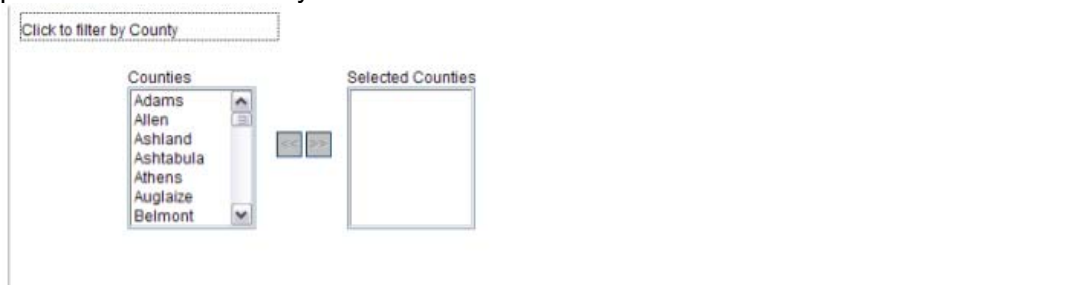 Click to filter by County
Counties
Selected Counties
Adams
Allen
Ashland
Ashtabula
Athens
Auglaize
Belmont
<< >>